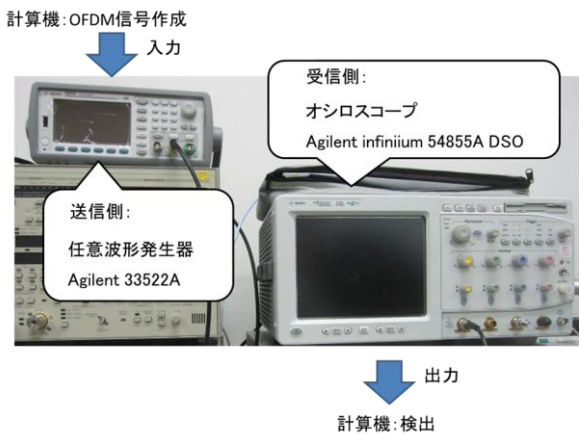 計算機:OFDM信号作成
入力
受信側:
オシロスコープ
Agilent infiniium 54855A DSO
送信側:
任意波形発生器
Agilent 33522A
出力
計算機:検出